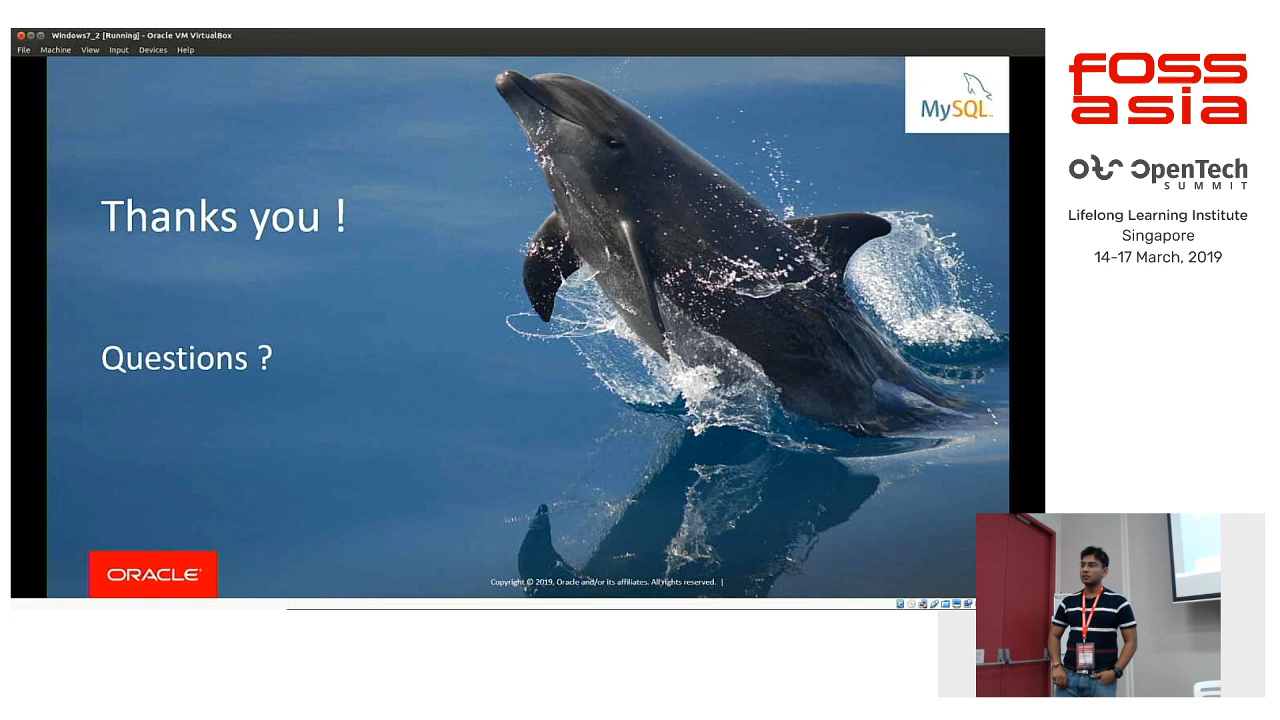 Windows7_2 [Running] - Oracle VM VirtualBox
File Machine View Input Devices Help
MySQL
Thanks you !
Questions ?
ORACLE
Copyright © 2019, Oracle and/or its affiliates. All rights reserved. |
fOSS
asia
OpenTech
SUMMIT
Lifelong Learning Institute
Singapore
14-17 March, 2019